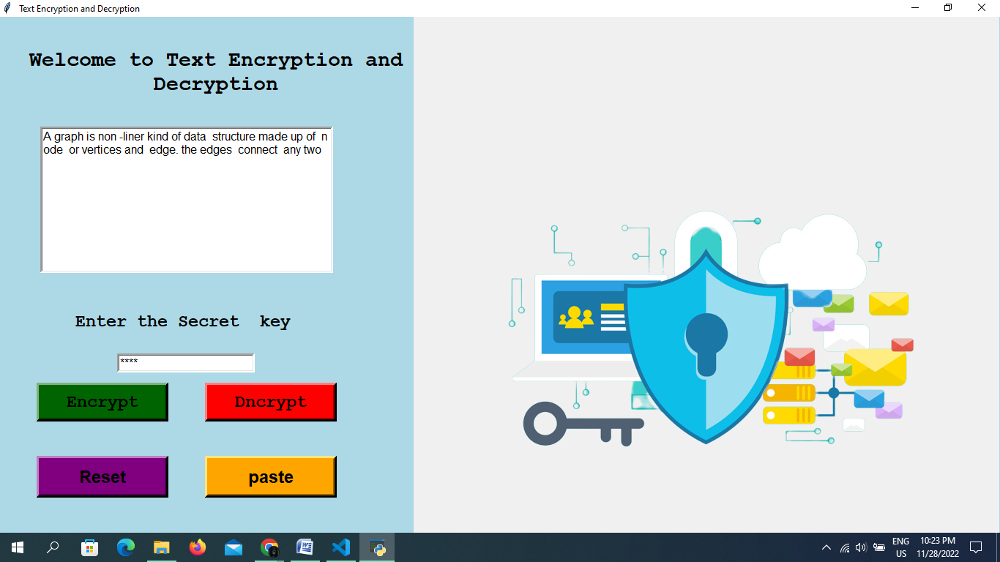 Text Encryption and Decryption
Welcome to Text Encryption and
Decryption
A graph is non -liner kind of data  structure made up of  n
ode  or vertices and  edge. the edges  connect  any two
Enter the Secret  key
****
Encrypt
Dncrypt
Reset
paste
ENG
US
10:23 PM
11/28/2022